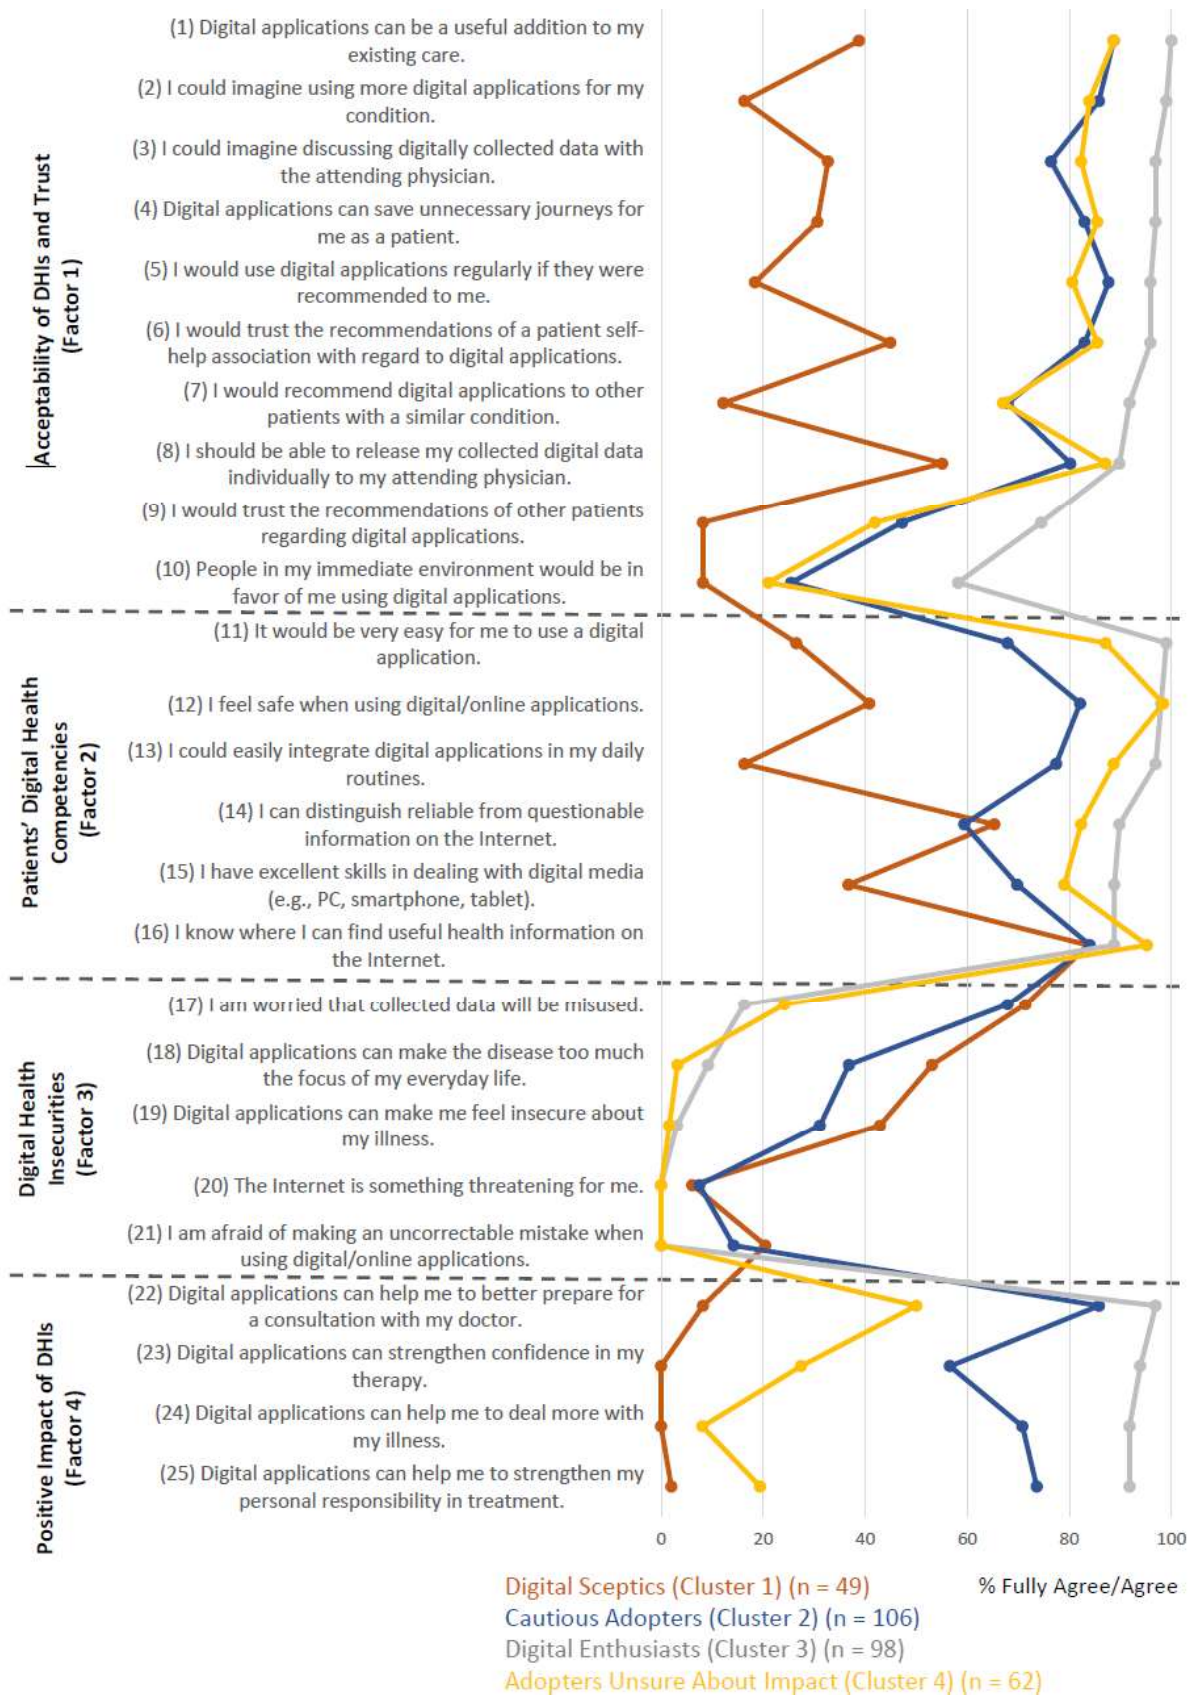 Acceptability of DHIs and Trust
(Factor 1)
(1) Digital applications can be a useful addition to my
existing care.
(2) I could imagine using more digital applications for my
condition.
(3) I could imagine discussing digitally collected data with
the attending physician.
(4) Digital applications can save unnecessary journeys for
me as a patient.
(5) I would use digital applications regularly if they were
recommended to me.
(6) I would trust the recommendations of a patient self-
help association with regard to digital applications.
(7) I would recommend digital applications to other
patients with a similar condition.
(8) I should be able to release my collected digital data
individually to my attending physician.
(9) I would trust the recommendations of other patients
regarding digital applications.
(10) People in my immediate environment would be in
favor of me using digital applications.
Patients' Digital Health
Competencies
(Factor 2)
(11) It would be very easy for me to use a digital
application.
(12) I feel safe when using digital/online applications.
(13) I could easily integrate digital applications in my daily
routines.
(14) I can distinguish reliable from questionable
information on the Internet.
(15) I have excellent skills in dealing with digital media
(e.g., PC, smartphone, tablet).
(16) I know where I can find useful health information on
the Internet.
Digital Health
Insecurities
(Factor 3)
(17) I am worried that collected data will be misused.
(18) Digital applications can make the disease too much
the focus of my everyday life.
(19) Digital applications can make me feel insecure about
my illness.
(20) The Internet is something threatening for me.
(21) I am afraid of making an uncorrectable mistake when
using digital/online applications.
Positive Impact of DHIs
(Factor 4)
(22) Digital applications can help me to better prepare for
a consultation with my doctor.
(23) Digital applications can strengthen confidence in my
therapy.
(24) Digital applications can help me to deal more with
my illness.
(25) Digital applications can help me to strengthen my
personal responsibility in treatment.
0 20 40 60 80 100
% Fully Agree/Agree
Digital Sceptics (Cluster 1) (n = 49)
Cautious Adopters (Cluster 2) (n = 106)
Digital Enthusiasts (Cluster 3) (n = 98)
Adopters Unsure About Impact (Cluster 4) (n = 62)